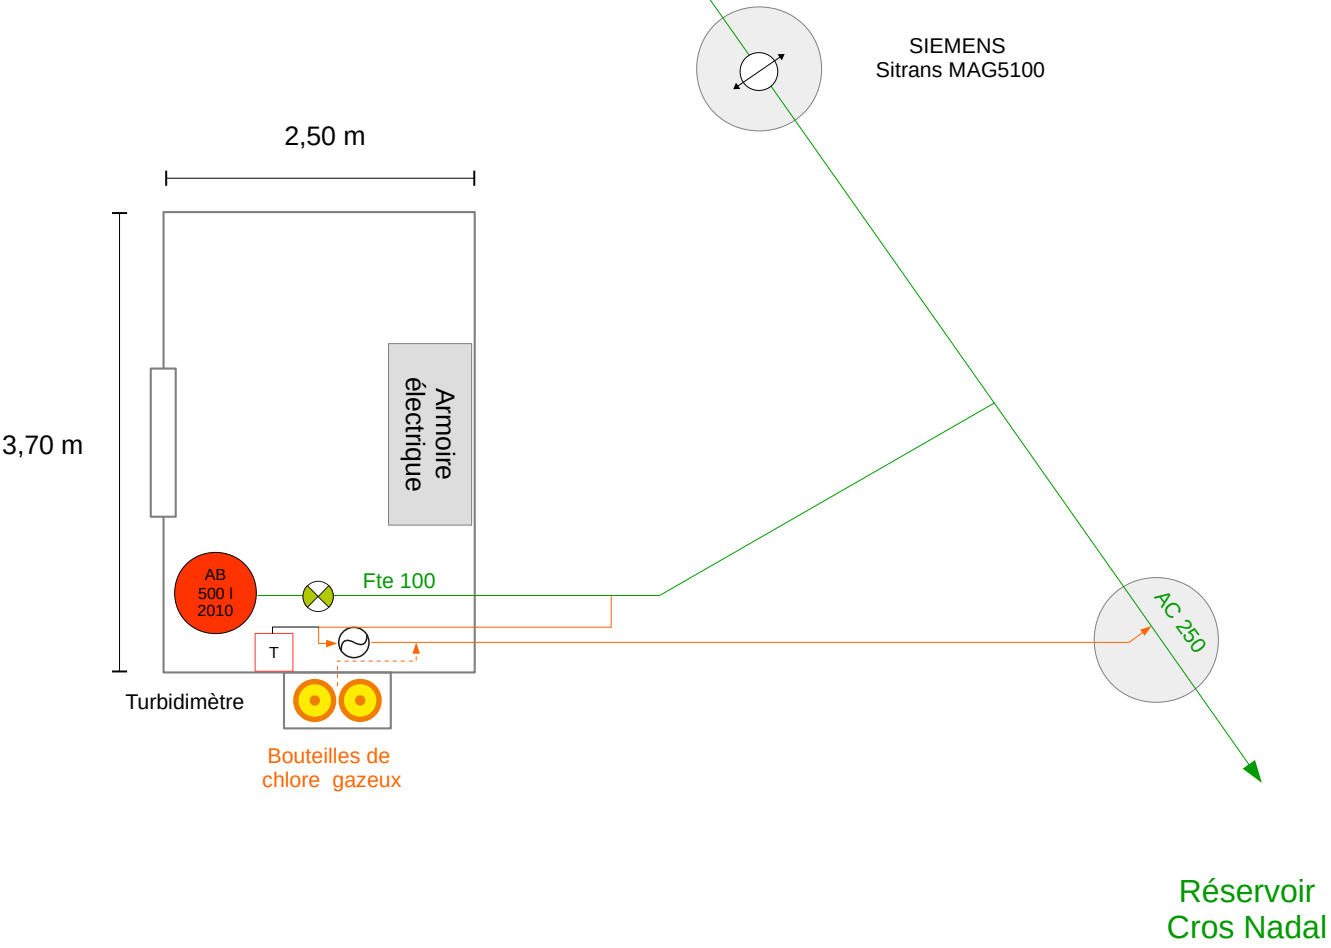 SIEMENS
Sitrans MAG5100
2,50 m
3,70 m
Armoire
électrique
AB
500 l
2010
Fte 100
T
Turbidimètre
Bouteilles de
chlore  gazeux
AC 250
Réservoir
Cros Nadal